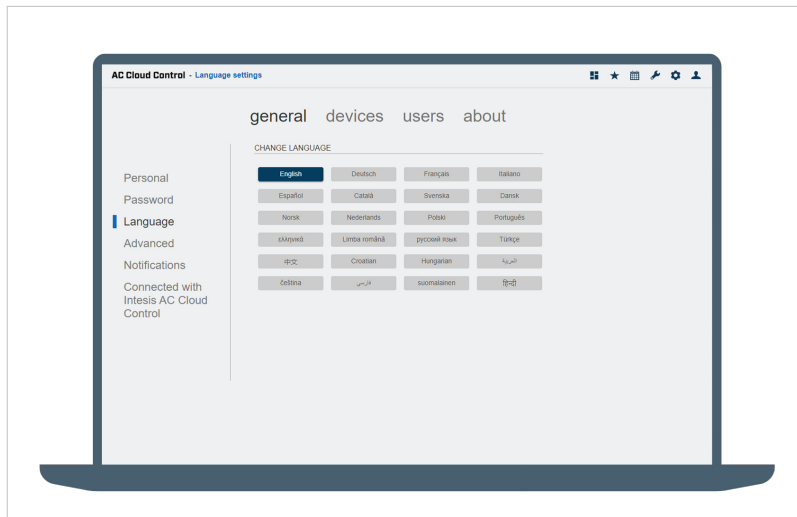 AC Cloud Control - Language settings
general devices users about
CHANGE LANGUAGE
Personal
Password
Language
Advanced
Notifications
Connected with
Intesis AC Cloud
Control
English Deutsch Français Italiano
Español Català Svenska Dansk
Norsk Nederlands Polski Português
ελληνικά Limba română русский язык Türkçe
中文 Croatian Hungarian العربية
čeština فارسی suomalainen हिन्दी